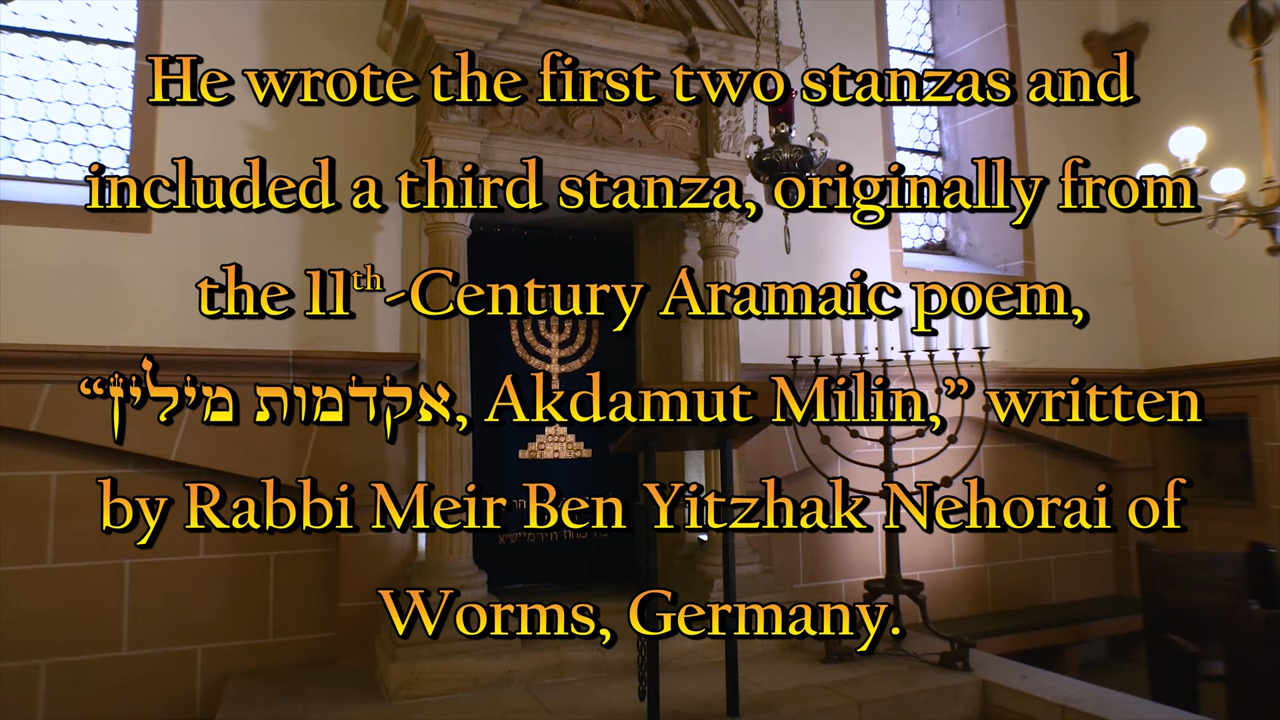 He wrote the first two stanzas and
included a third stanza, originally from
the 11th-Century Aramaic poem,
“אקדמות מילין, Akdamut Milin,” written
by Rabbi Meir Ben Yitzhak Nehorai of
Worms, Germany.